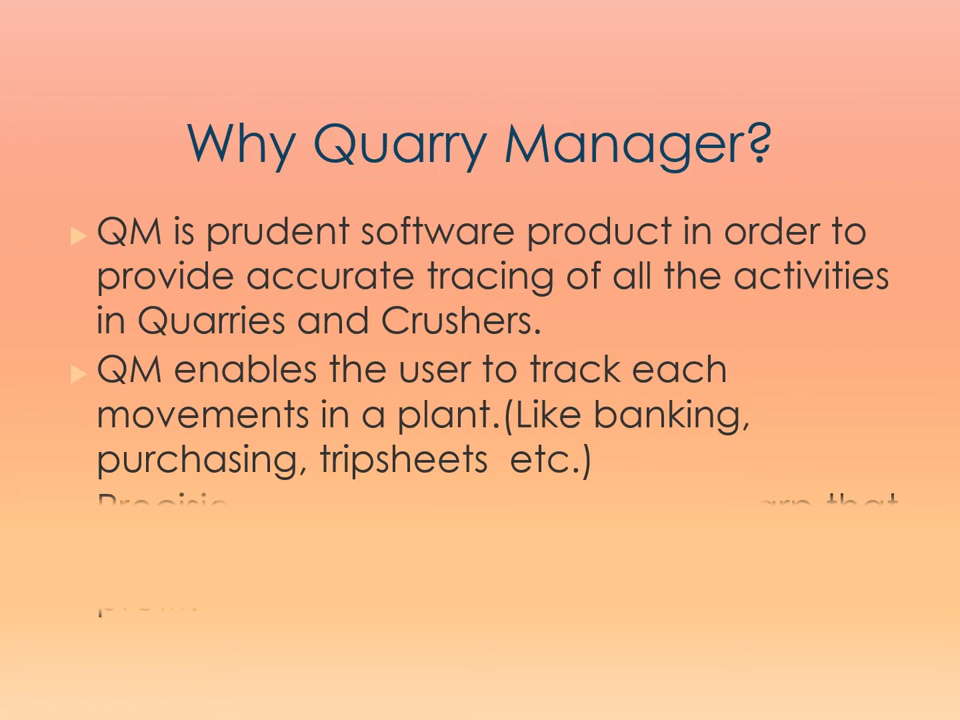 Why Quarry Manager?
QM is prudent software product in order to
provide accurate tracing of all the activities
in Quarries and Crushers.
QM enables the user to track each
movements in a plant.(Like banking,
purchasing, tripsheets  etc.)
that